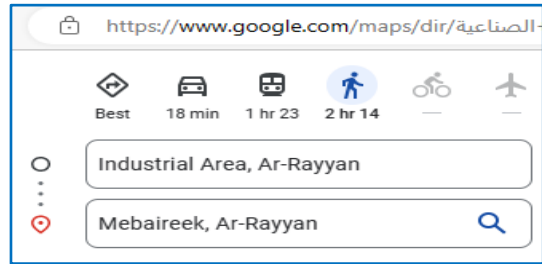 https://www.google.com/maps/dir/الصناعية-
Best 18 min 1 hr 23 2 hr 14 — —
Industrial Area, Ar-Rayyan
Mebaireek, Ar-Rayyan